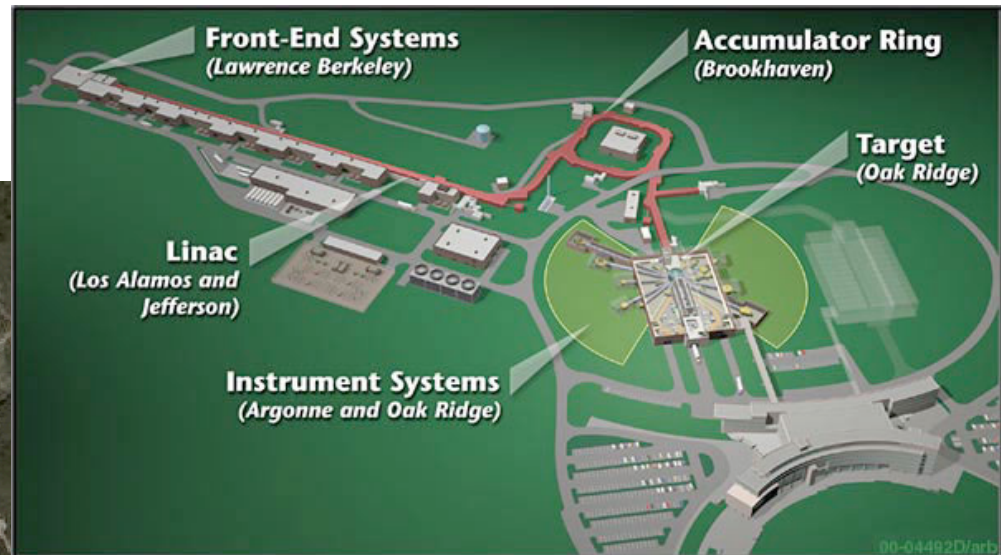 Front-End Systems
(Lawrence Berkeley)
Accumulator Ring
(Brookhaven)
Target
(Oak Ridge)
Linac
(Los Alamos and
Jefferson)
Instrument Systems
(Argonne and Oak Ridge)
00-04492D/arb